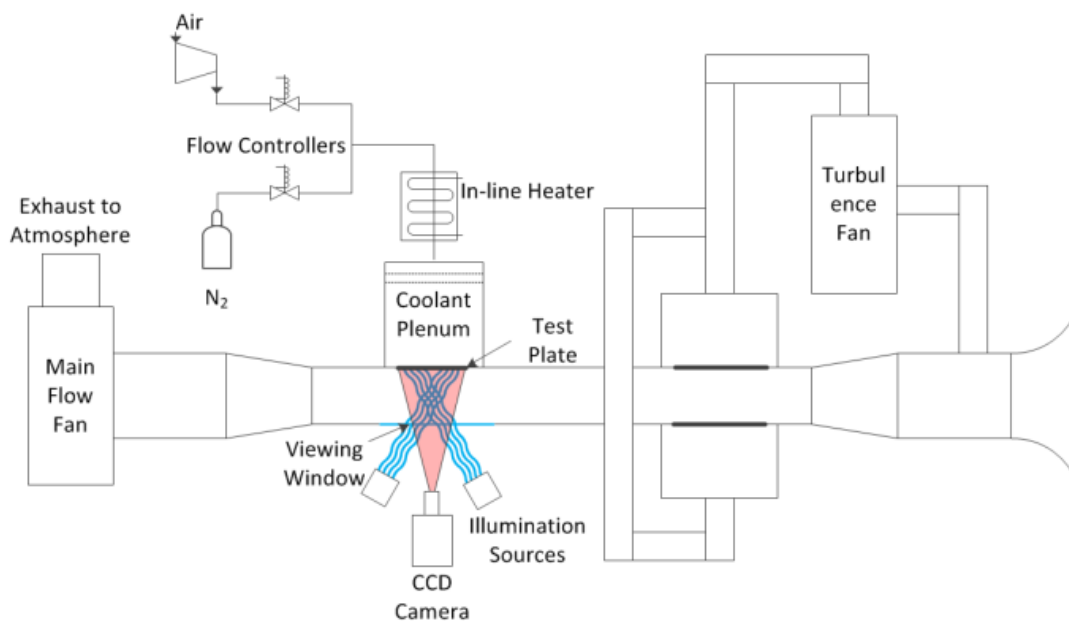 Air
Flow Controllers
In-line Heater
N2
Exhaust to
Atmosphere
Main
Flow
Fan
Coolant
Plenum
Test
Plate
Turbul
ence
Fan
Viewing
Window
Illumination
Sources
CCD
Camera